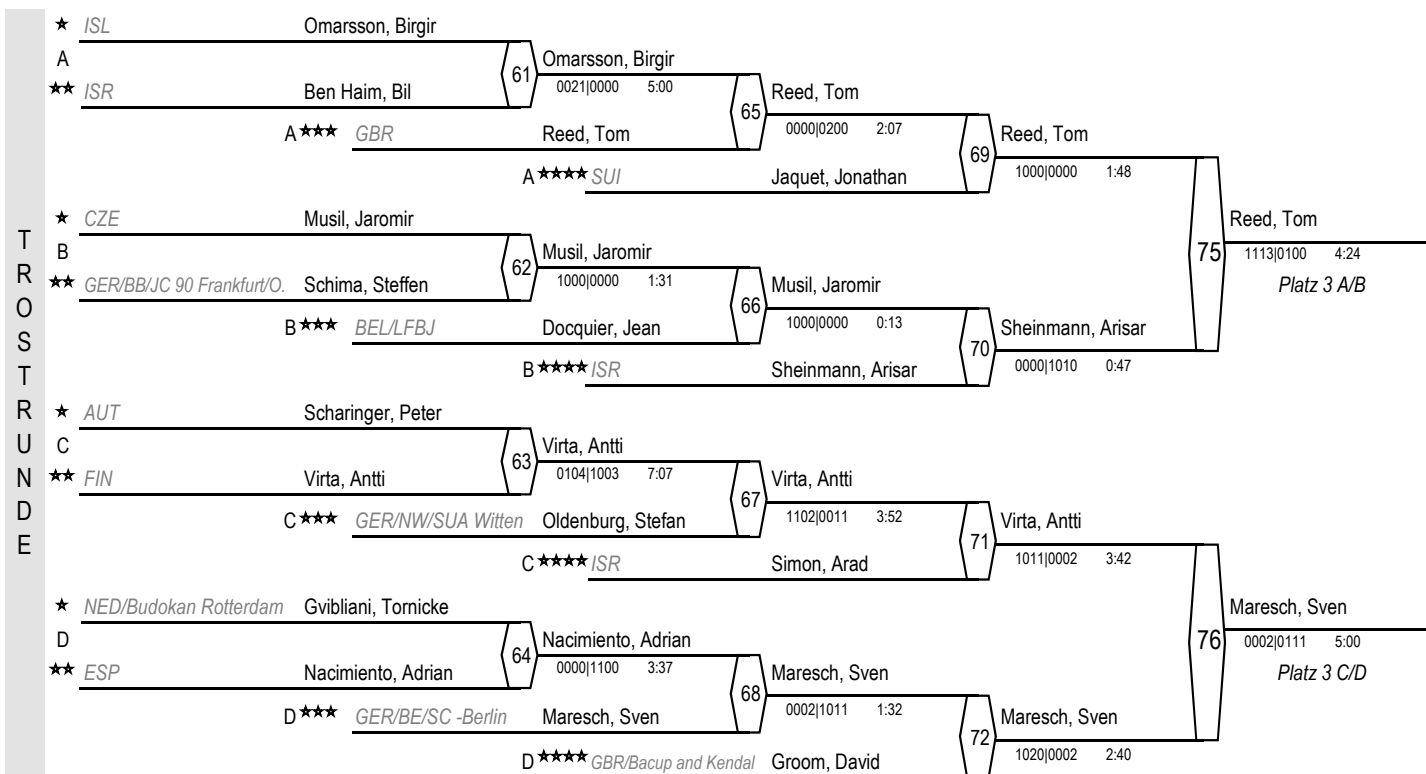 TROSTRUNDE
★ ISL Omarsson, Birgir
A
★★ ISR Ben Haim, Bil
61
Omarsson, Birgir
0021|0000 5:00
A ★★★ GBR Reed, Tom
65
Reed, Tom
0000|0200 2:07
A ★★★★ SUI Jaquet, Jonathan
69
Reed, Tom
1000|0000 1:48
★ CZE Musil, Jaromir
B
★★ GER/BB/JC 90 Frankfurt/O. Schima, Steffen
62
Musil, Jaromir
1000|0000 1:31
B ★★★ BEL/LFBJ Docquier, Jean
66
Musil, Jaromir
1000|0000 0:13
B ★★★★ ISR Sheinmann, Arisar
70
Sheinmann, Arisar
0000|1010 0:47
75
Reed, Tom
1113|0100 4:24
Platz 3 A/B
★ AUT Scharinger, Peter
C
★★ FIN Virta, Antti
63
Virta, Antti
0104|1003 7:07
C ★★★ GER/NW/SUA Witten Oldenburg, Stefan
67
Virta, Antti
1102|0011 3:52
C ★★★★ ISR Simon, Arad
71
Virta, Antti
1011|0002 3:42
★ NED/Budokan Rotterdam Gvibliani, Tornicke
D
★★ ESP Nacimiento, Adrian
64
Nacimiento, Adrian
0000|1100 3:37
D ★★★ GER/BE/SC -Berlin Maresch, Sven
68
Maresch, Sven
0002|1011 1:32
D ★★★★ GBR/Bacup and Kendal Groom, David
72
Maresch, Sven
1020|0002 2:40
76
Maresch, Sven
0002|0111 5:00
Platz 3 C/D